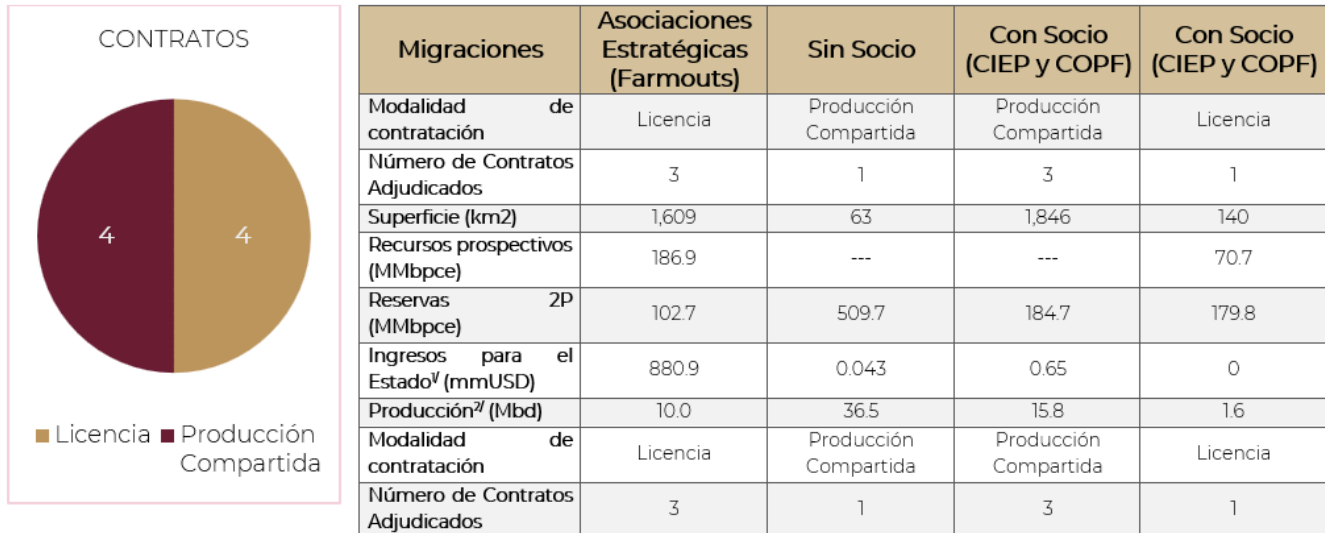 CONTRATOS
4
4
Licencia
Producción
Compartida
Migraciones
Asociaciones
Estratégicas
(Farmouts)
Sin Socio
Con Socio
(CIEP y COPF)
Con Socio
(CIEP y COPF)
Modalidad de
contratación
Licencia
Producción
Compartida
Producción
Compartida
Licencia
Número de Contratos
Adjudicados
3
1
3
1
Superficie (km2)
1,609
63
1,846
140
Recursos prospectivos
(MMbpce)
186.9
---
---
70.7
Reservas 2P
(MMbpce)
102.7
509.7
184.7
179.8
Ingresos para el
Estado1/ (mmUSD)
880.9
0.043
0.65
0
Producción2/ (Mbd)
10.0
36.5
15.8
1.6
Modalidad de
contratación
Licencia
Producción
Compartida
Producción
Compartida
Licencia
Número de Contratos
Adjudicados
3
1
3
1